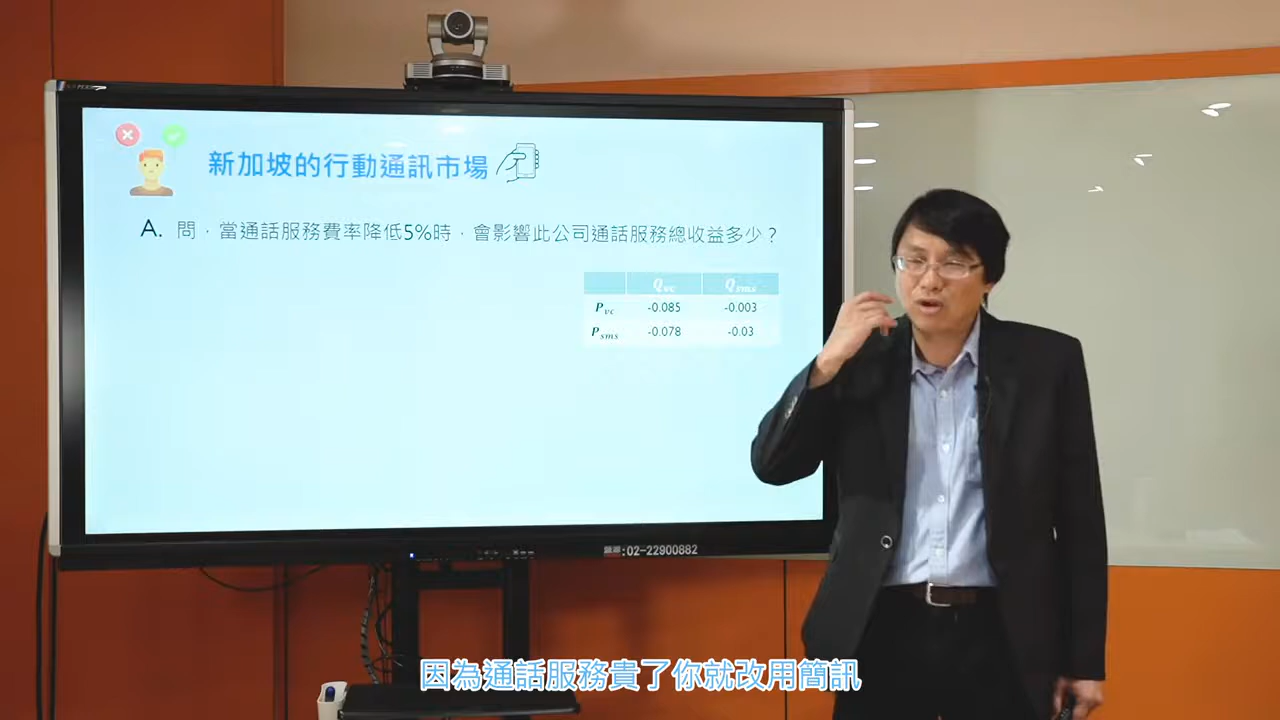 新加坡的行動通訊市場
A. 問，當通話服務費率降低5%時，會影響此公司通話服務總收益多少？
Qvc Qsms
Pvc -0.085 -0.003
Psms -0.078 -0.03
:02-22900882
因為通話服務貴了你就改用簡訊